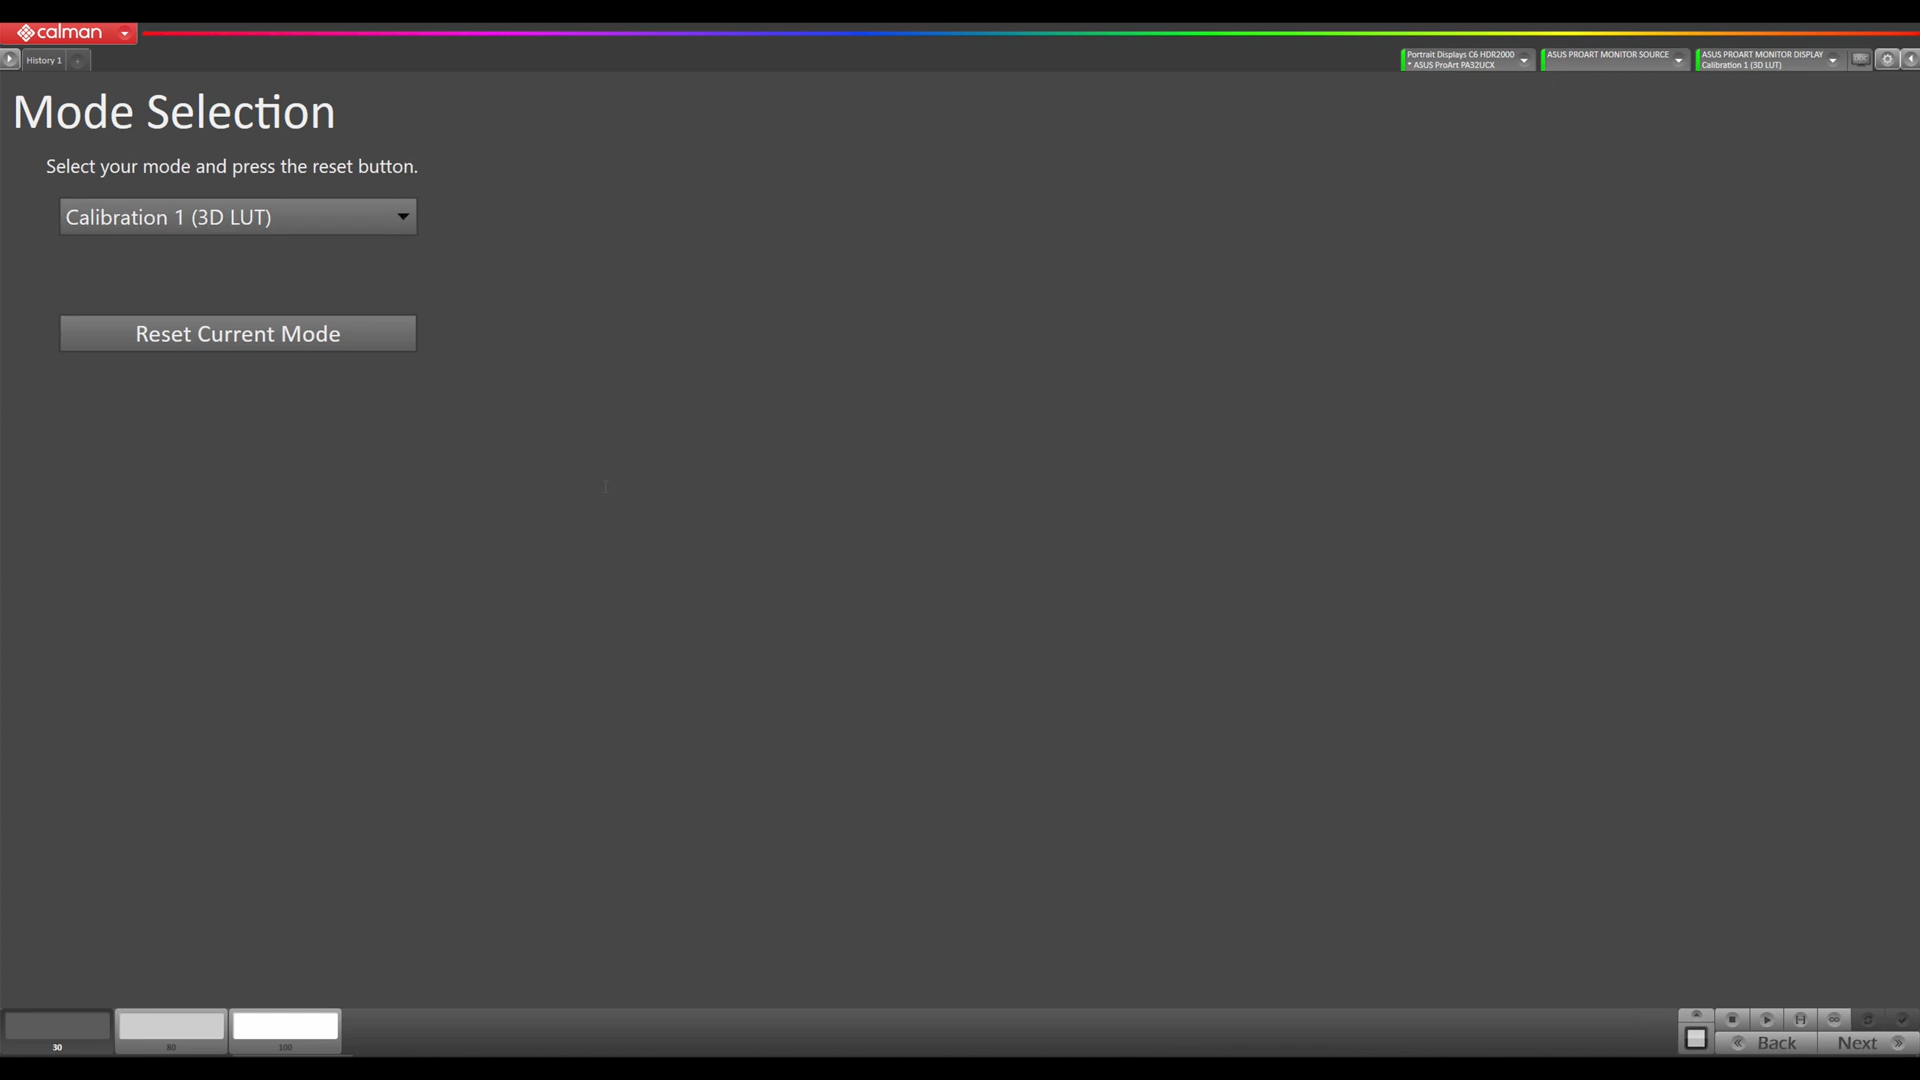 calman
History 1
Portrait Displays C6 HDR2000
* ASUS ProArt PA32UCX
ASUS PROART MONITOR SOURCE
ASUS PROART MONITOR DISPLAY
Calibration 1 (3D LUT)
Mode Selection
Select your mode and press the reset button.
Calibration 1 (3D LUT)
Reset Current Mode
30
80
100
Back
Next